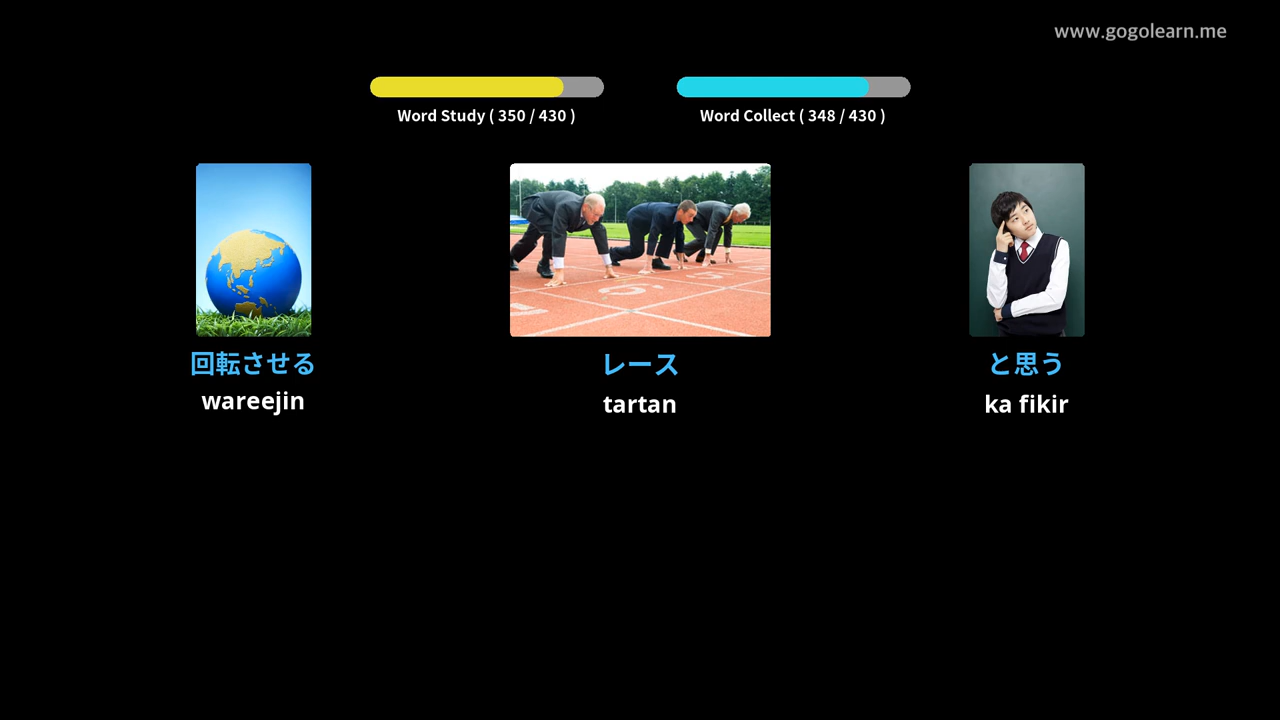 www.gogolearn.me
Word Study ( 350 / 430 )
Word Collect ( 348 / 430 )
回転させる
レース
と思う
wareejin
tartan
ka fikir